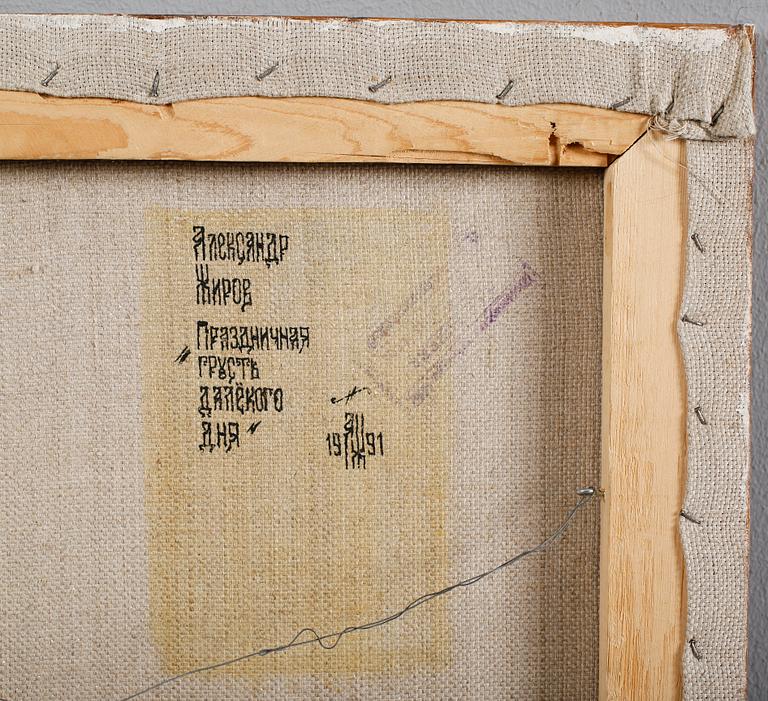 Александр
Жиров
"Праздничная
грусть
далёкого
дня"
19 91